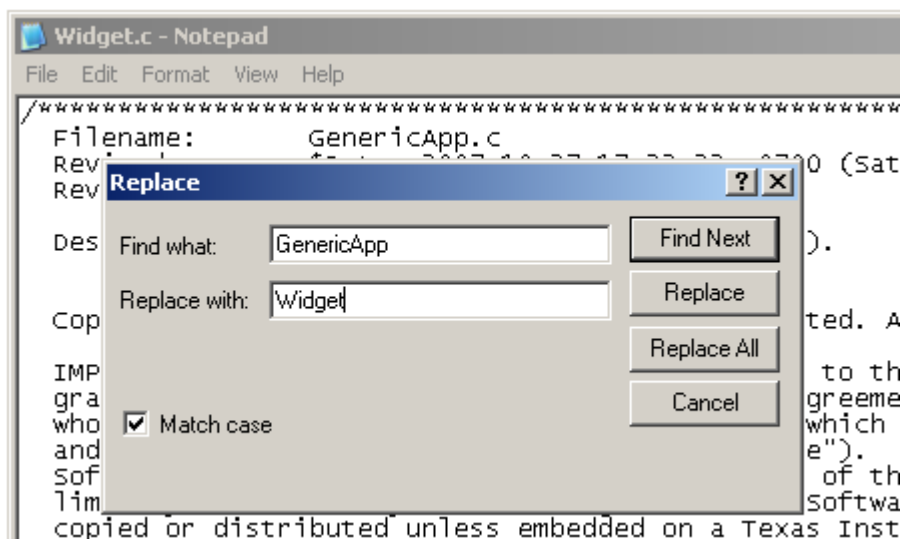 Widget.c - Notepad
File Edit Format View Help
/*******************************************************
Filename: GenericApp.c
Rev
0 (Sat
Rev
Replace
? X
Des
Find what: GenericApp
Find Next
).
Replace with: Widget
Replace
Cop
ted. A
Replace All
IMP
to th
gra
Cancel
greeme
who
Match case
which
and
e").
Sof
of th
lim
Softwa
copied or distributed unless embedded on a Texas Inst